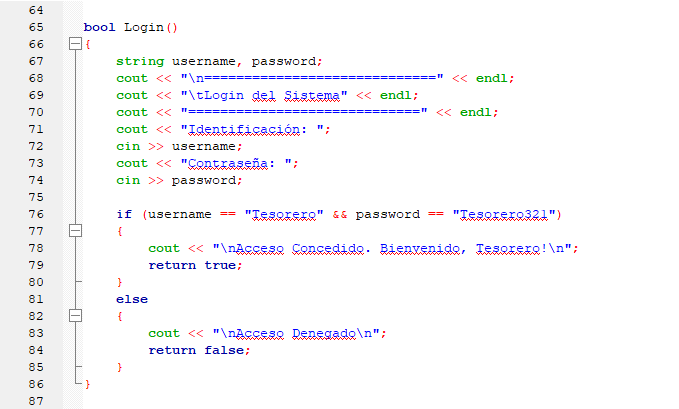 64
65 bool Login()
66 {
67 string username, password;
68 cout << "\n=============================" << endl;
69 cout << "\tLogin del Sistema" << endl;
70 cout << "=============================" << endl;
71 cout << "Identificación: ";
72 cin >> username;
73 cout << "Contraseña: ";
74 cin >> password;
75
76 if (username == "Tesorero" && password == "Tesorero321")
77 {
78 cout << "\nAcceso Concedido. Bienvenido, Tesorero!\n";
79 return true;
80 }
81 else
82 {
83 cout << "\nAcceso Denegado\n";
84 return false;
85 }
86 }
87